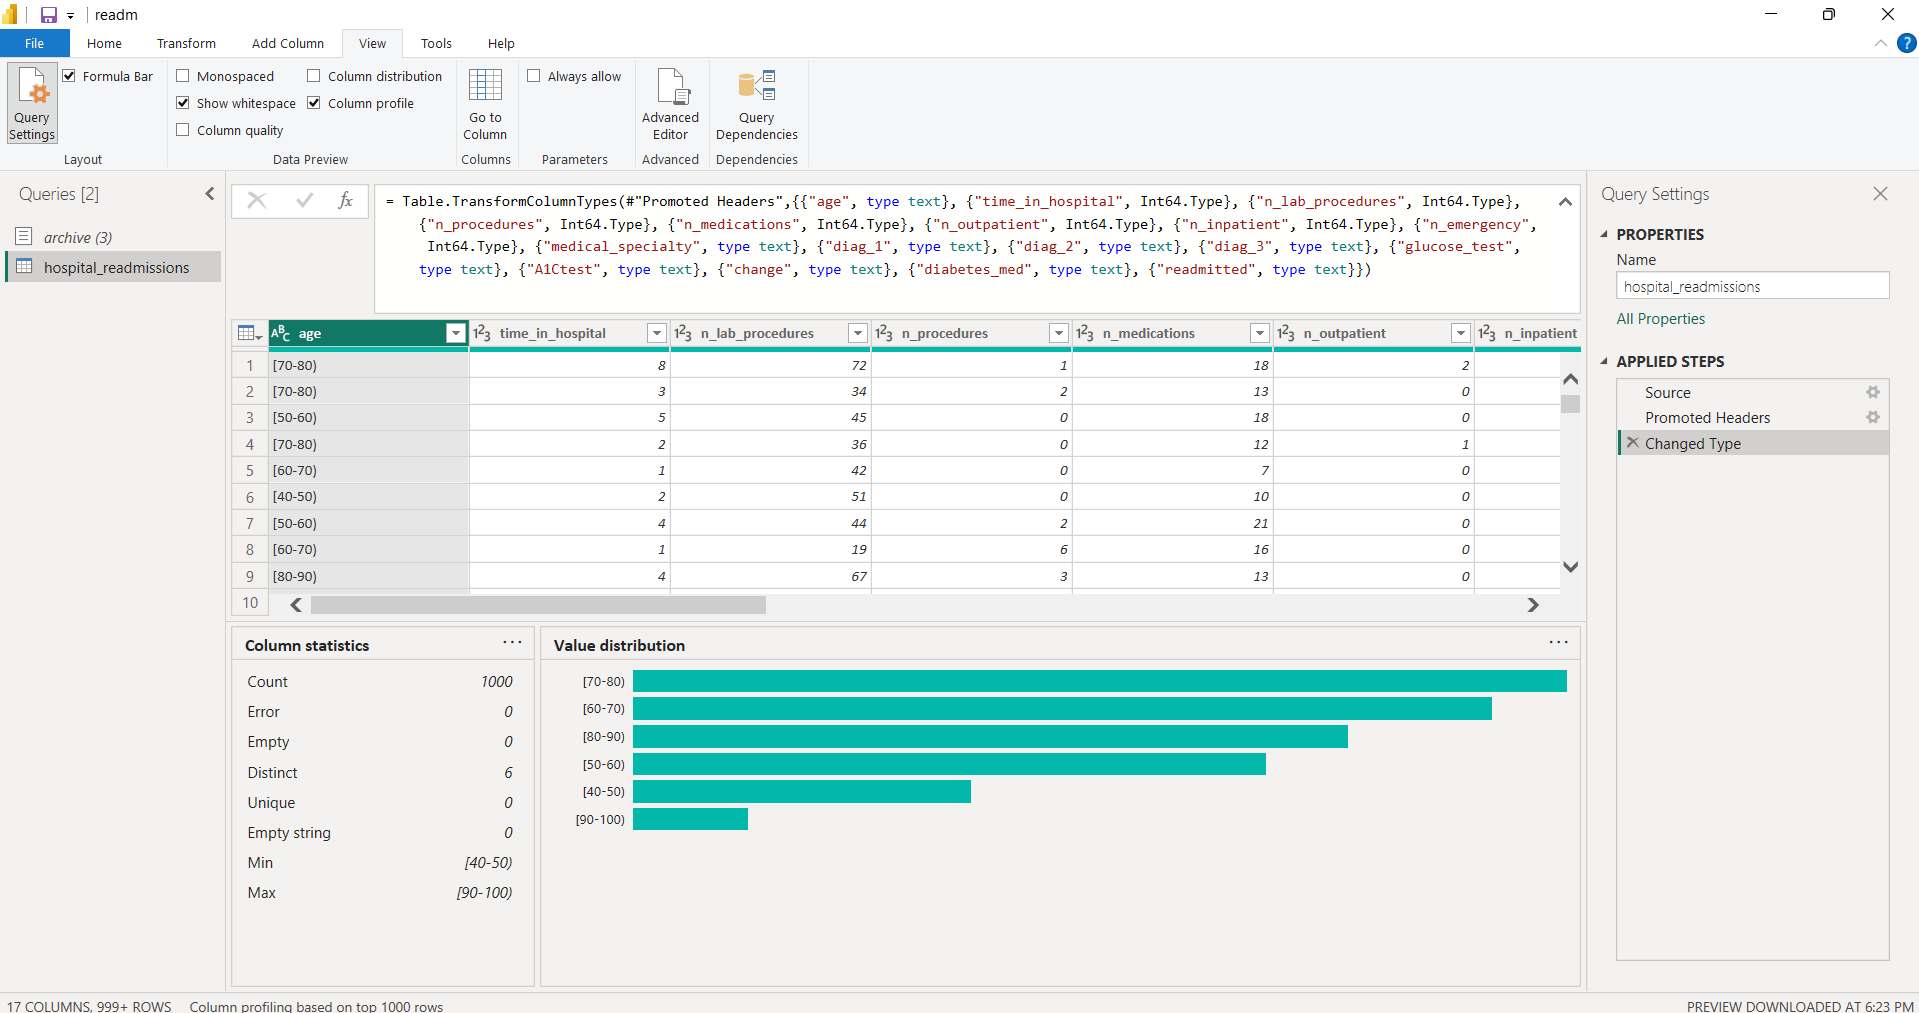 readm
File Home Transform Add Column View Tools Help
Formula Bar Monospaced Column distribution Always allow
Show whitespace Column profile
Column quality
Query Settings Go to Column Advanced Editor Query Dependencies
Layout Data Preview Columns Parameters Advanced Dependencies
Queries [2]
archive (3)
hospital_readmissions
fx
= Table.TransformColumnTypes(#"Promoted Headers",{{"age", type text}, {"time_in_hospital", Int64.Type}, {"n_lab_procedures", Int64.Type},
{"n_procedures", Int64.Type}, {"n_medications", Int64.Type}, {"n_outpatient", Int64.Type}, {"n_inpatient", Int64.Type}, {"n_emergency",
Int64.Type}, {"medical_specialty", type text}, {"diag_1", type text}, {"diag_2", type text}, {"diag_3", type text}, {"glucose_test",
type text}, {"A1Ctest", type text}, {"change", type text}, {"diabetes_med", type text}, {"readmitted", type text}})
ABC age 123 time_in_hospital 123 n_lab_procedures 123 n_procedures 123 n_medications 123 n_outpatient 123 n_inpatient
1 [70-80) 8 72 1 18 2
2 [70-80) 3 34 2 13 0
3 [50-60) 5 45 0 18 0
4 [70-80) 2 36 0 12 1
5 [60-70) 1 42 0 7 0
6 [40-50) 2 51 0 10 0
7 [50-60) 4 44 2 21 0
8 [60-70) 1 19 6 16 0
9 [80-90) 4 67 3 13 0
10
Column statistics
Count 1000
Error 0
Empty 0
Distinct 6
Unique 0
Empty string 0
Min [40-50)
Max [90-100)
Value distribution
[70-80)
[60-70)
[80-90)
[50-60)
[40-50)
[90-100)
Query Settings
PROPERTIES
Name
hospital_readmissions
All Properties
APPLIED STEPS
Source
Promoted Headers
Changed Type
17 COLUMNS, 999+ ROWS Column profiling based on top 1000 rows
PREVIEW DOWNLOADED AT 6:23 PM